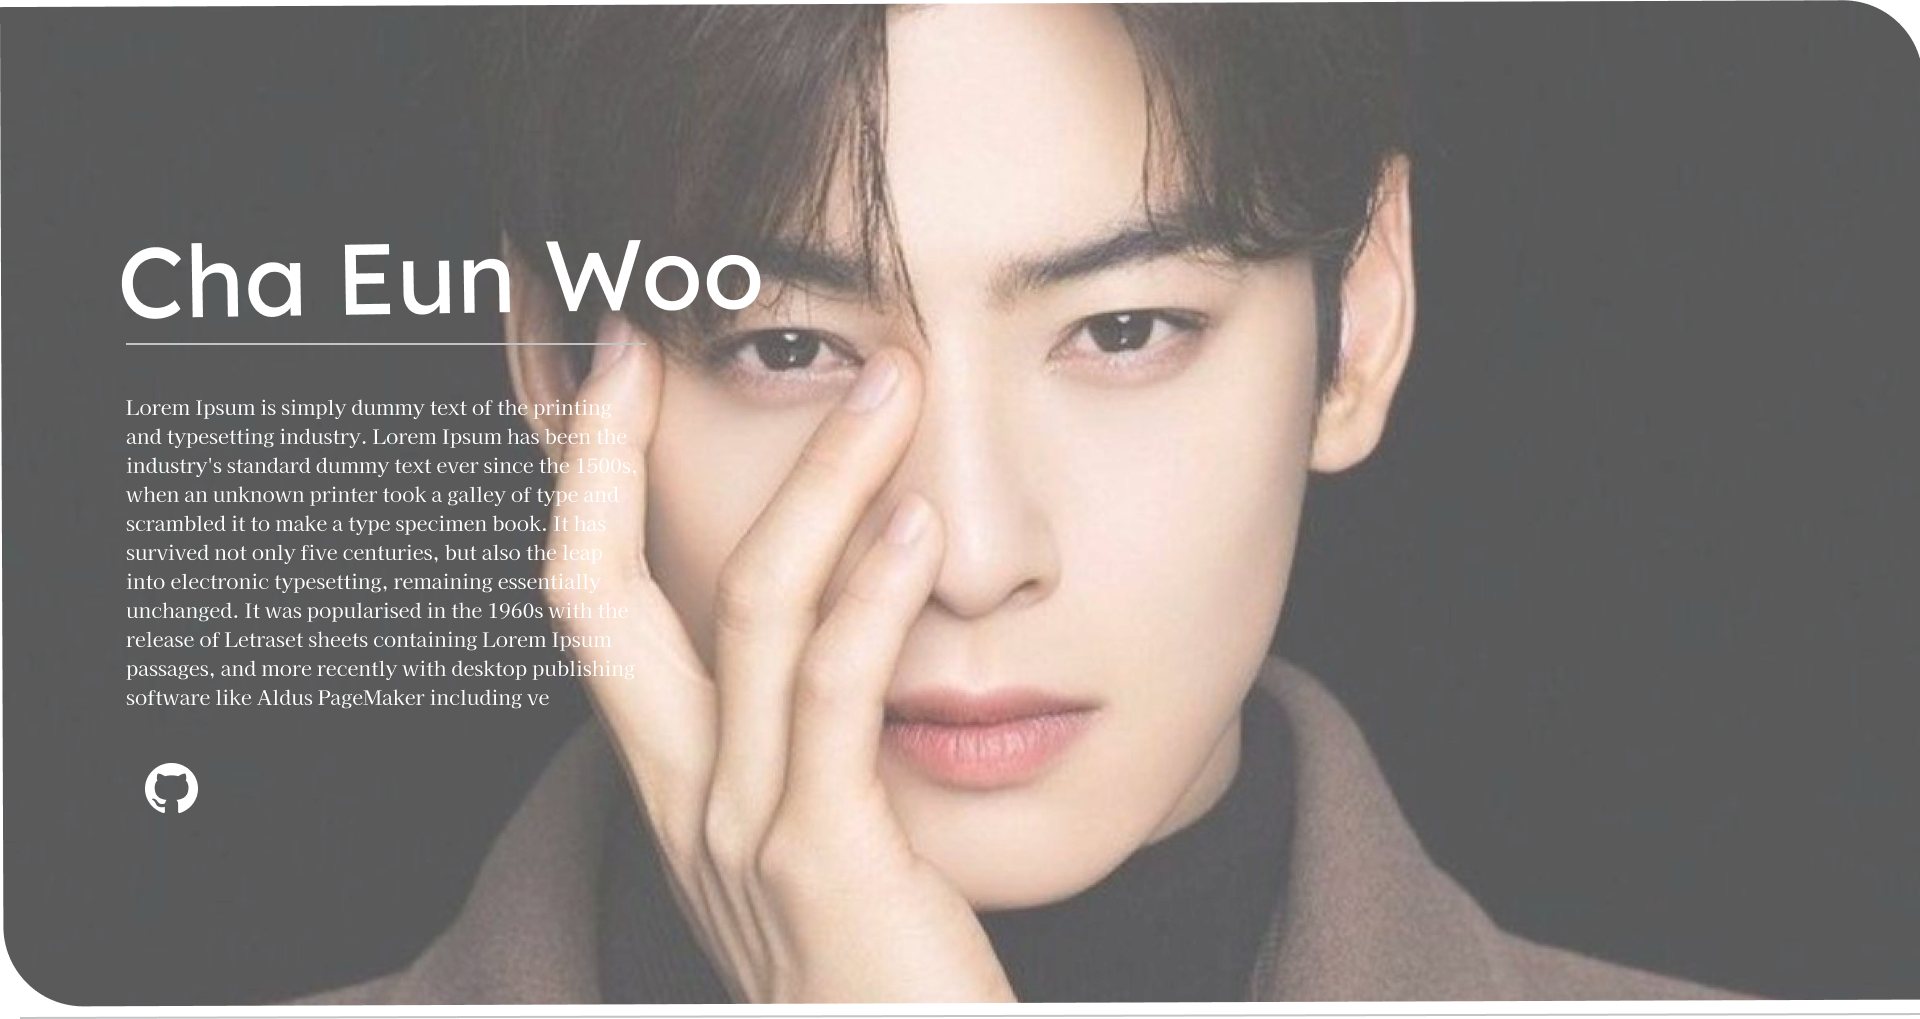 Cha Eun Woo
Lorem Ipsum is simply dummy text of the printing
and typesetting industry. Lorem Ipsum has been the
industry's standard dummy text ever since the 1500s,
when an unknown printer took a galley of type and
scrambled it to make a type specimen book. It has
survived not only five centuries, but also the leap
into electronic typesetting, remaining essentially
unchanged. It was popularised in the 1960s with the
release of Letraset sheets containing Lorem Ipsum
passages, and more recently with desktop publishing
software like Aldus PageMaker including ve